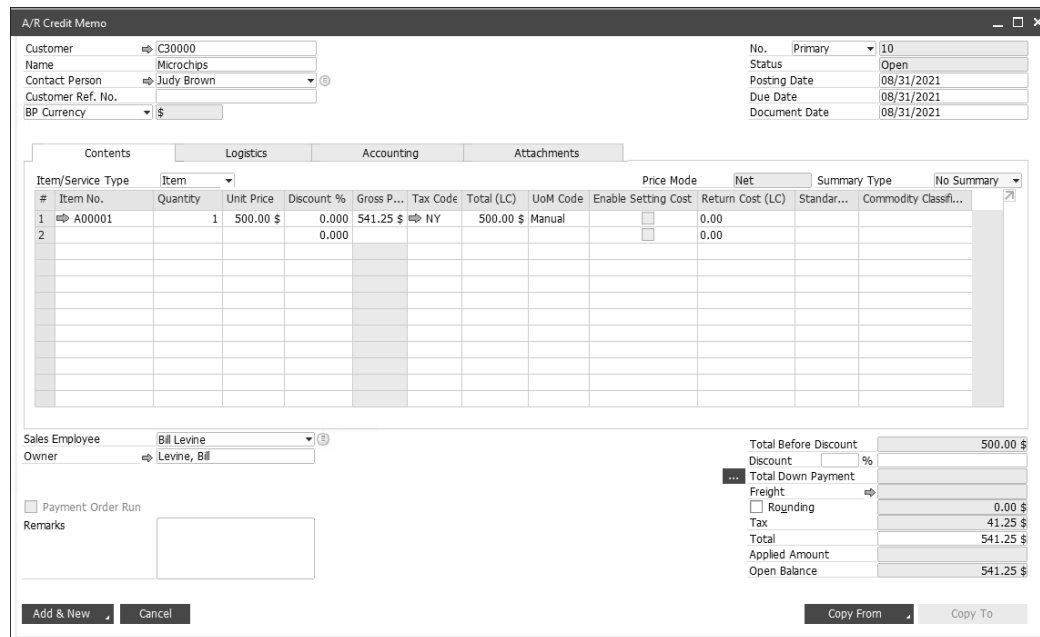 A/R Credit Memo
Customer C30000
Name Microchips
Contact Person Judy Brown
Customer Ref. No.
BP Currency $
No. Primary 10
Status Open
Posting Date 08/31/2021
Due Date 08/31/2021
Document Date 08/31/2021
Contents Logistics Accounting Attachments
Item/Service Type Item Price Mode Net Summary Type No Summary
# Item No. Quantity Unit Price Discount % Gross P... Tax Code Total (LC) UoM Code Enable Setting Cost Return Cost (LC) Standar... Commodity Classifi...
1 A00001 1 500.00 $ 0.000 541.25 $ NY 500.00 $ Manual 0.00
2 0.000 0.00
Sales Employee Bill Levine
Owner Levine, Bill
Payment Order Run
Remarks
Total Before Discount 500.00 $
Discount %
... Total Down Payment
Freight
Rounding 0.00 $
Tax 41.25 $
Total 541.25 $
Applied Amount
Open Balance 541.25 $
Add & New Cancel Copy From Copy To